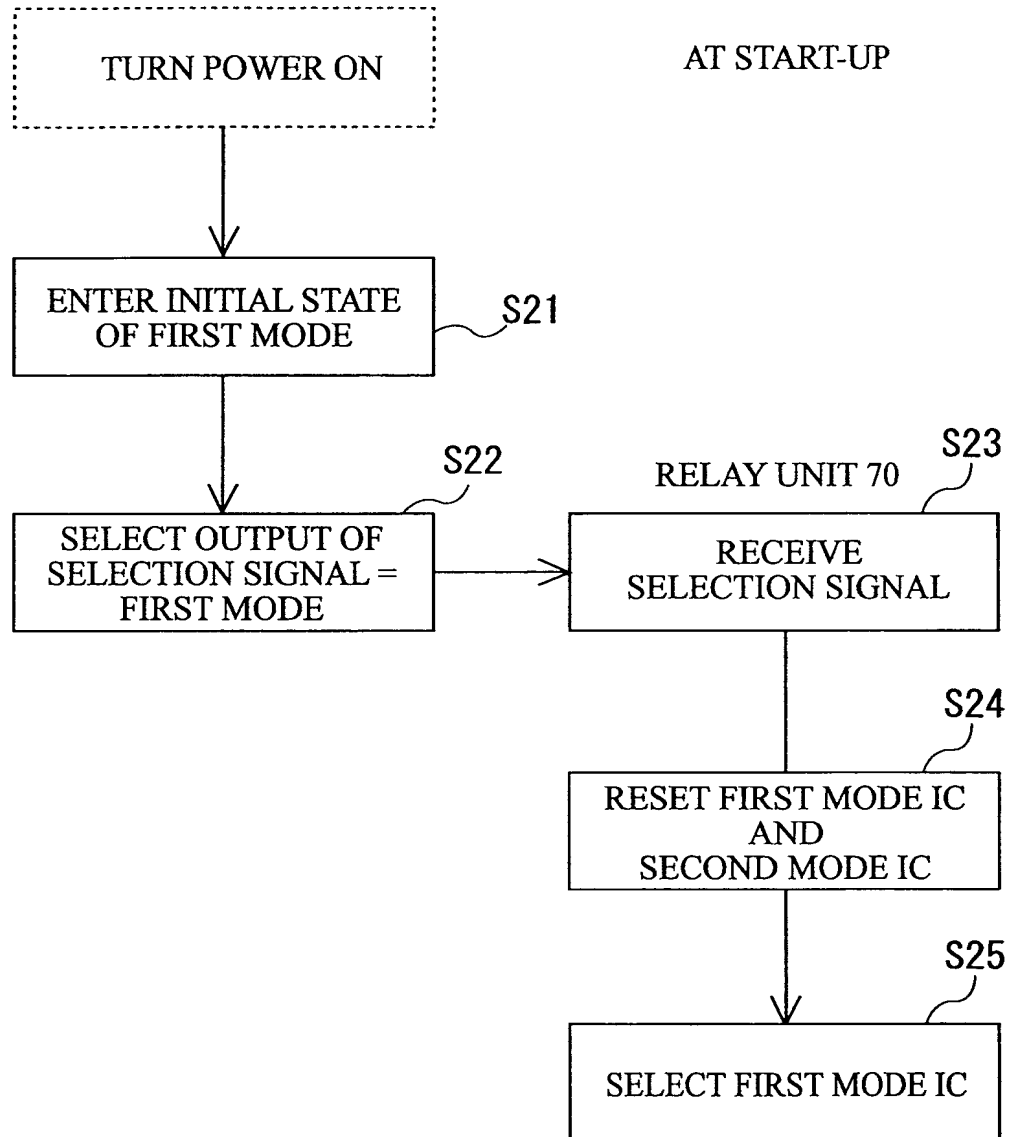 TURN POWER ON
AT START-UP
ENTER INITIAL STATE
OF FIRST MODE
S21
S22
SELECT OUTPUT OF
SELECTION SIGNAL =
FIRST MODE
RELAY UNIT 70
S23
RECEIVE
SELECTION SIGNAL
S24
RESET FIRST MODE IC
AND
SECOND MODE IC
S25
SELECT FIRST MODE IC